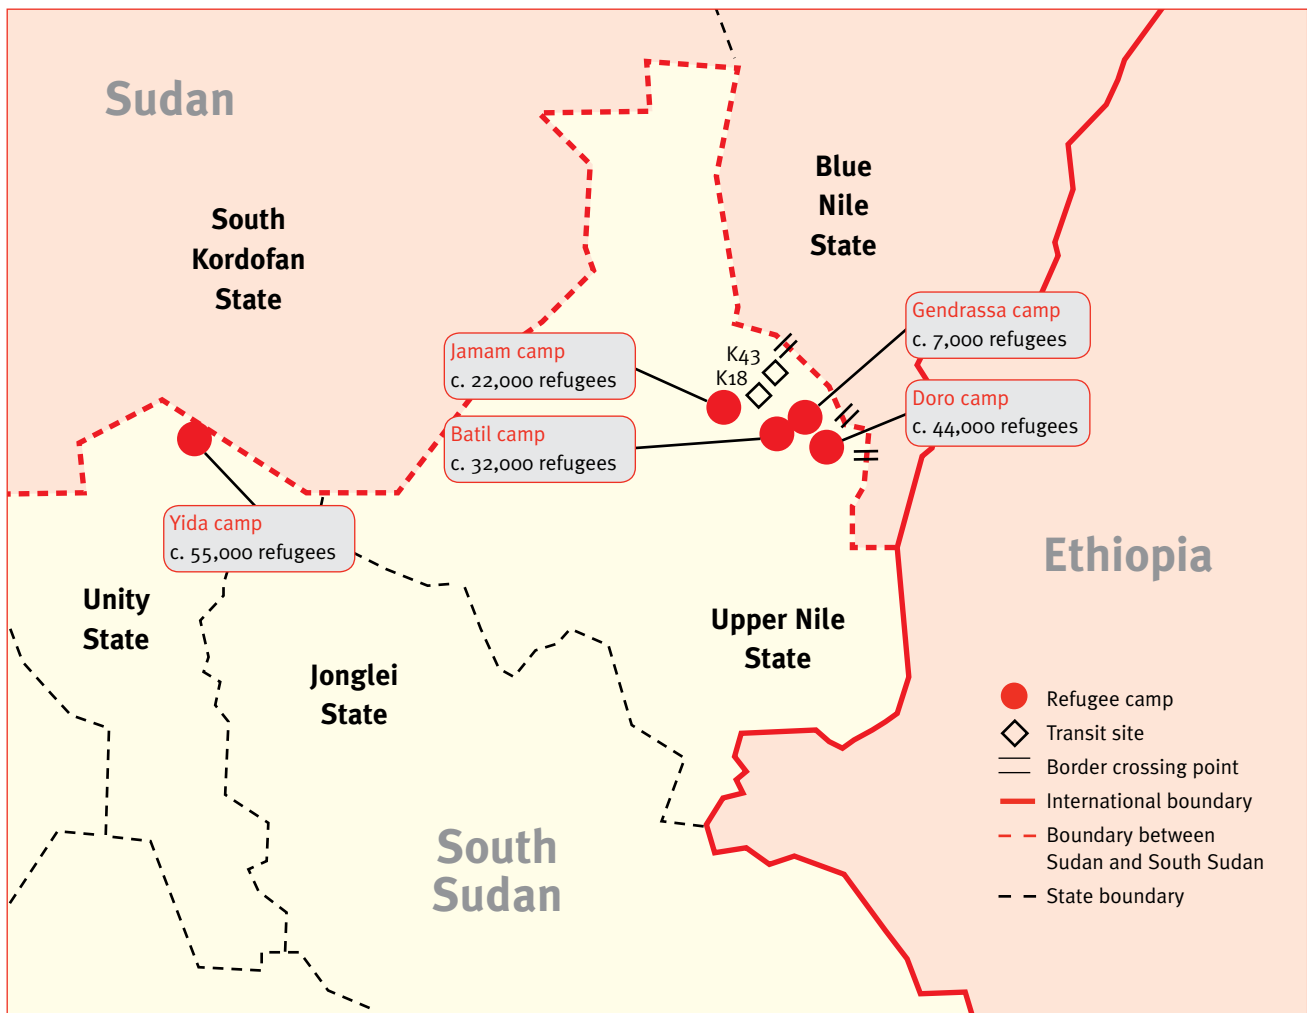 Sudan
South
Kordofan
State
Blue
Nile
State
Gendrassa camp
c. 7,000 refugees
Jamam camp
c. 22,000 refugees
K43
K18
Doro camp
c. 44,000 refugees
Batil camp
c. 32,000 refugees
Yida camp
c. 55,000 refugees
Ethiopia
Unity
State
Upper Nile
State
Jonglei
State
South
Sudan
Refugee camp
Transit site
Border crossing point
International boundary
Boundary between
Sudan and South Sudan
State boundary